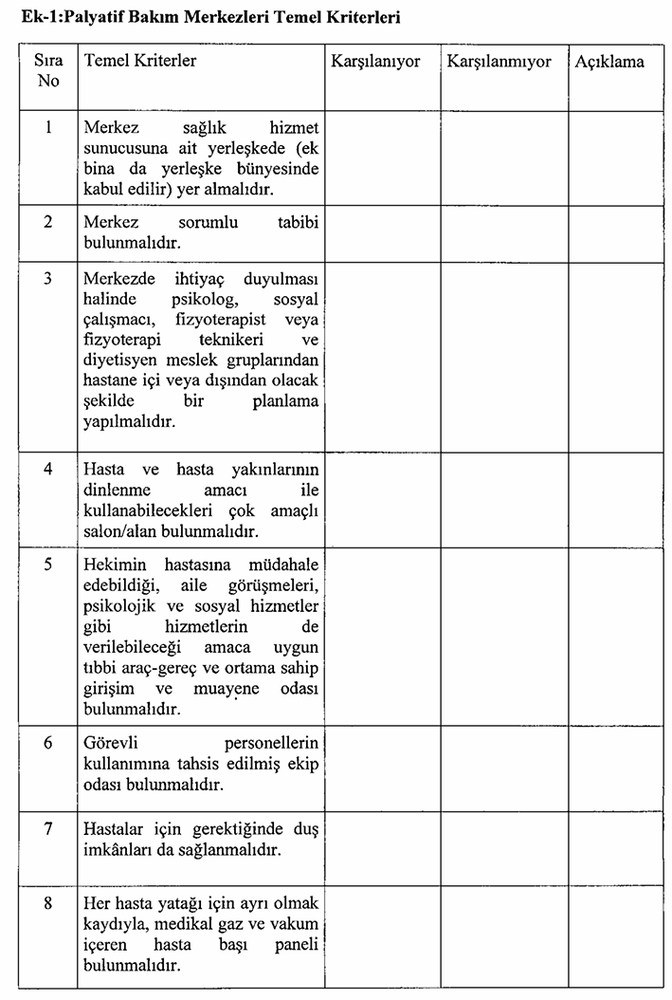 Ek-1:Palyatif Bakım Merkezleri Temel Kriterleri
Sıra No
Temel Kriterler
Karşılanıyor
Karşılanmıyor
Açıklama
1
Merkez sağlık hizmet
sunucusuna ait yerleşkede (ek
bina da yerleşke bünyesinde
kabul edilir) yer almalıdır.
2
Merkez sorumlu tabibi
bulunmalıdır.
3
Merkezde ihtiyaç duyulması
halinde psikolog, sosyal
çalışmacı, fizyoterapist veya
fizyoterapi teknikeri ve
diyetisyen meslek gruplarından
hastane içi veya dışından olacak
şekilde bir planlama
yapılmalıdır.
4
Hasta ve hasta yakınlarının
dinlenme amacı ile
kullanabilecekleri çok amaçlı
salon/alan bulunmalıdır.
5
Hekimin hastasına müdahale
edebildiği, aile görüşmeleri,
psikolojik ve sosyal hizmetler
gibi hizmetlerin de
verilebileceği amaca uygun
tıbbi araç-gereç ve ortama sahip
girişim ve muayene odası
bulunmalıdır.
6
Görevli personellerin
kullanımına tahsis edilmiş ekip
odası bulunmalıdır.
7
Hastalar için gerektiğinde duş
imkânları da sağlanmalıdır.
8
Her hasta yatağı için ayrı olmak
kaydıyla, medikal gaz ve vakum
içeren hasta başı paneli
bulunmalıdır.